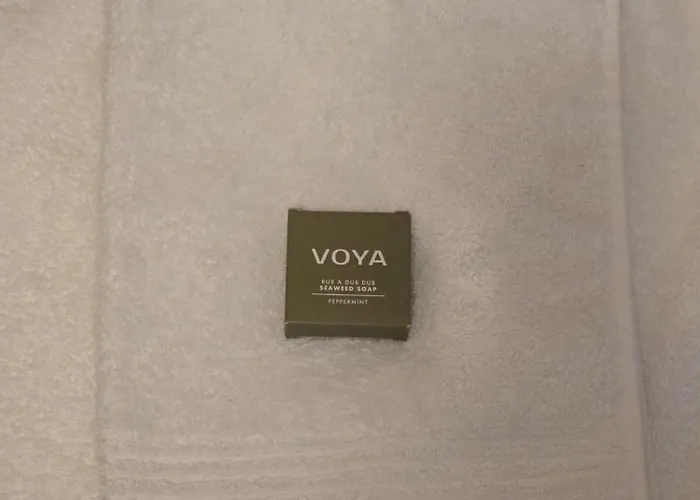 VOYA
RUB A DUB DUB
SEAWEED SOAP
PEPPERMINT